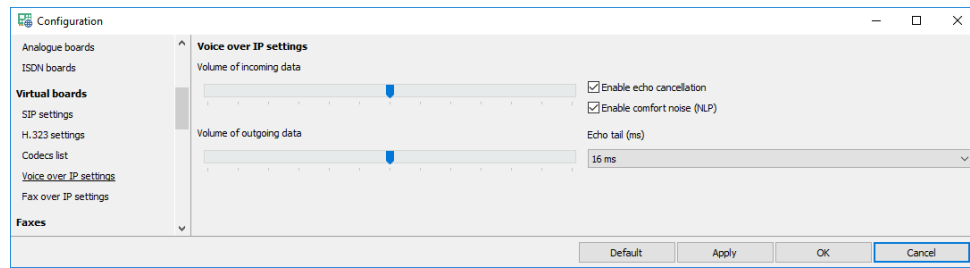 Configuration
Analogue boards
ISDN boards
Virtual boards
SIP settings
H.323 settings
Codecs list
Voice over IP settings
Fax over IP settings
Faxes
Voice over IP settings
Volume of incoming data
Enable echo cancellation
Enable comfort noise (NLP)
Volume of outgoing data
Echo tail (ms)
16 ms
Default Apply OK Cancel